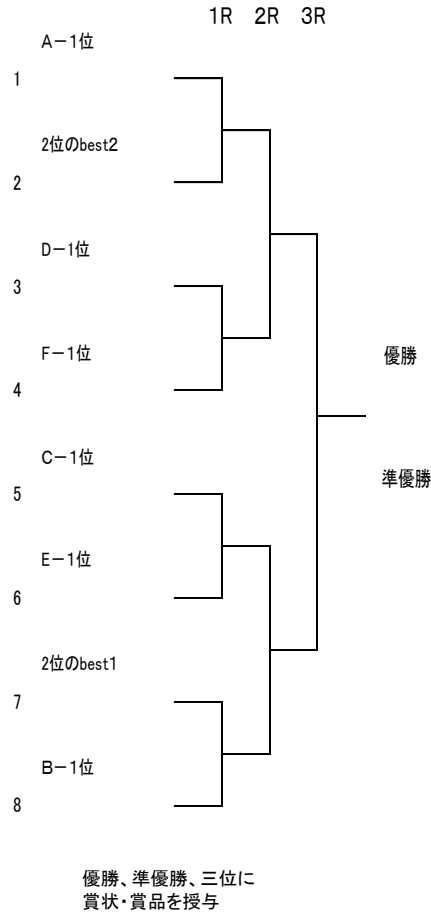 1R 2R 3R
A－1位
1
2位のbest2
2
D－1位
3
F－1位
4
優勝
C－1位
準優勝
5
E－1位
6
2位のbest1
7
B－1位
8
優勝、準優勝、三位に
賞状・賞品を授与